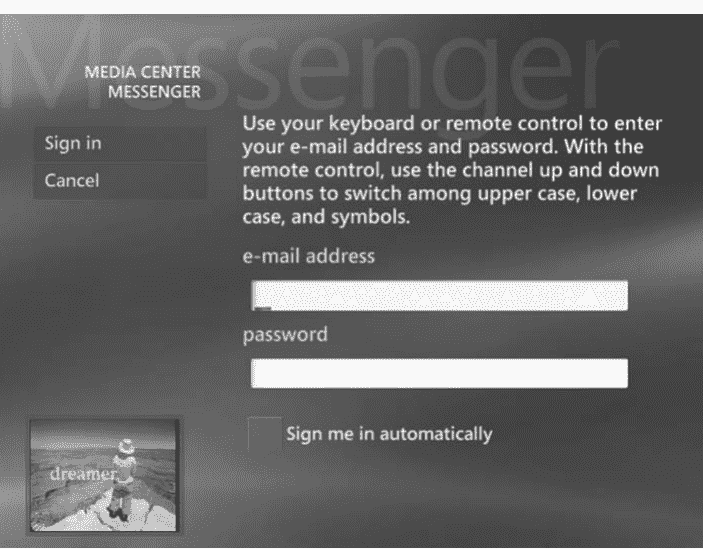 Messenger
MEDIA CENTER
MESSENGER
Sign in
Cancel
Use your keyboard or remote control to enter
your e-mail address and password. With the
remote control, use the channel up and down
buttons to switch among upper case, lower
case, and symbols.
e-mail address
password
Sign me in automatically
dreamer